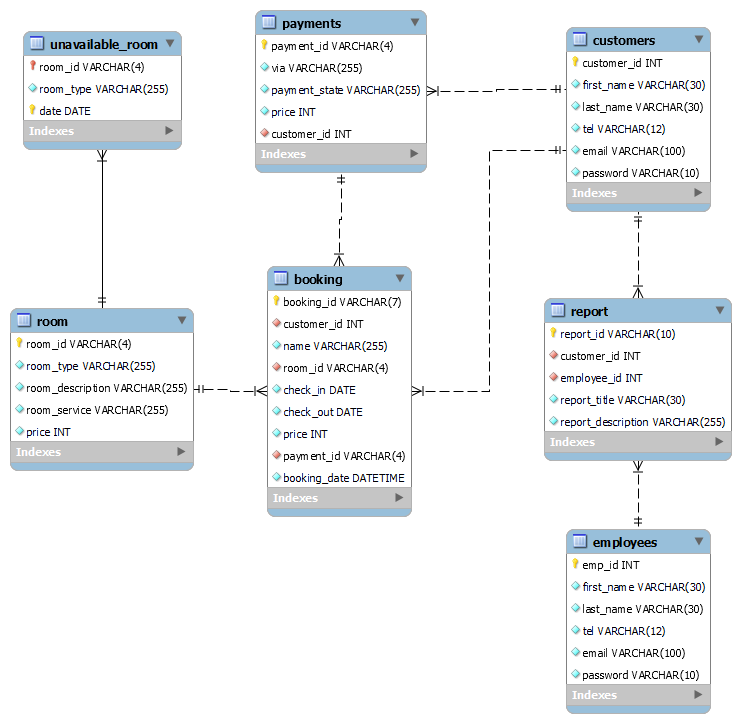 unavailable_room
room_id VARCHAR(4)
room_type VARCHAR(255)
date DATE
Indexes
payments
payment_id VARCHAR(4)
via VARCHAR(255)
payment_state VARCHAR(255)
price INT
customer_id INT
Indexes
customers
customer_id INT
first_name VARCHAR(30)
last_name VARCHAR(30)
tel VARCHAR(12)
email VARCHAR(100)
password VARCHAR(10)
Indexes
room
room_id VARCHAR(4)
room_type VARCHAR(255)
room_description VARCHAR(255)
room_service VARCHAR(255)
price INT
Indexes
booking
booking_id VARCHAR(7)
customer_id INT
name VARCHAR(255)
room_id VARCHAR(4)
check_in DATE
check_out DATE
price INT
payment_id VARCHAR(4)
booking_date DATETIME
Indexes
report
report_id VARCHAR(10)
customer_id INT
employee_id INT
report_title VARCHAR(30)
report_description VARCHAR(255)
Indexes
employees
emp_id INT
first_name VARCHAR(30)
last_name VARCHAR(30)
tel VARCHAR(12)
email VARCHAR(100)
password VARCHAR(10)
Indexes